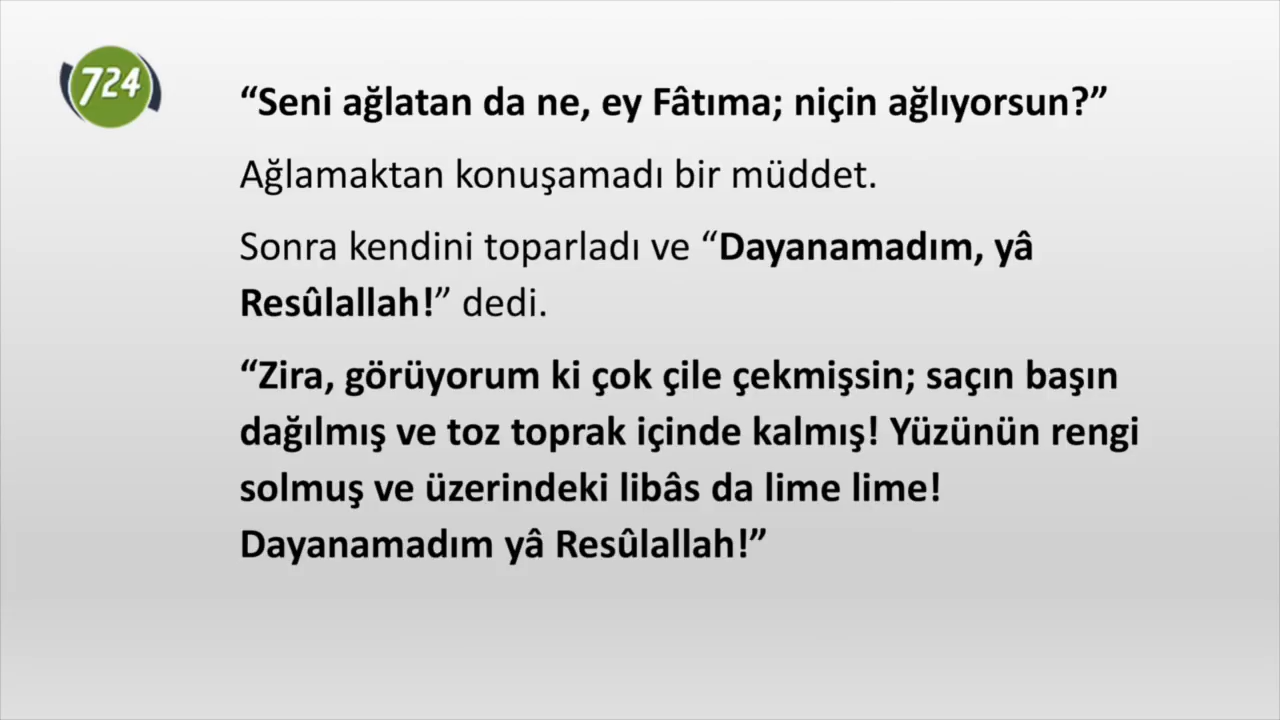 724
“Seni ağlatan da ne, ey Fâtıma; niçin ağlıyorsun?”
Ağlamaktan konuşamadı bir müddet.
Sonra kendini toparladı ve “Dayanamadım, yâ
Resûlallah!” dedi.
“Zira, görüyorum ki çok çile çekmişsin; saçın başın
dağılmış ve toz toprak içinde kalmış! Yüzünün rengi
solmuş ve üzerindeki libâs da lime lime!
Dayanamadım yâ Resûlallah!”